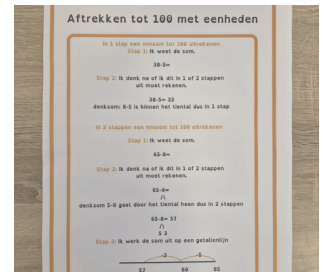 Aftrekken tot 100 met eenheden
In 1 stap een minsom tot 100 uitrekenen
Stap 1: Ik weet de som.
38-5=
Stap 2: Ik denk na of ik dit in 1 of 2 stappen
uit moet rekenen.
38-5= 33
denksom: 8-5 is binnen het tiental dus in 1 stap
In 2 stappen een minsom tot 100 uitrekenen
Stap 1: Ik weet de som.
65-8=
Stap 2: Ik denk na of ik dit in 1 of 2 stappen
uit moet rekenen.
65-8=
/\
denksom 5-8 gaat door het tiental heen dus in 2 stappen
65-8= 57
/\
5 3
Stap 3: Ik werk de som uit op een getallenlijn
-3 -5
57 60 65